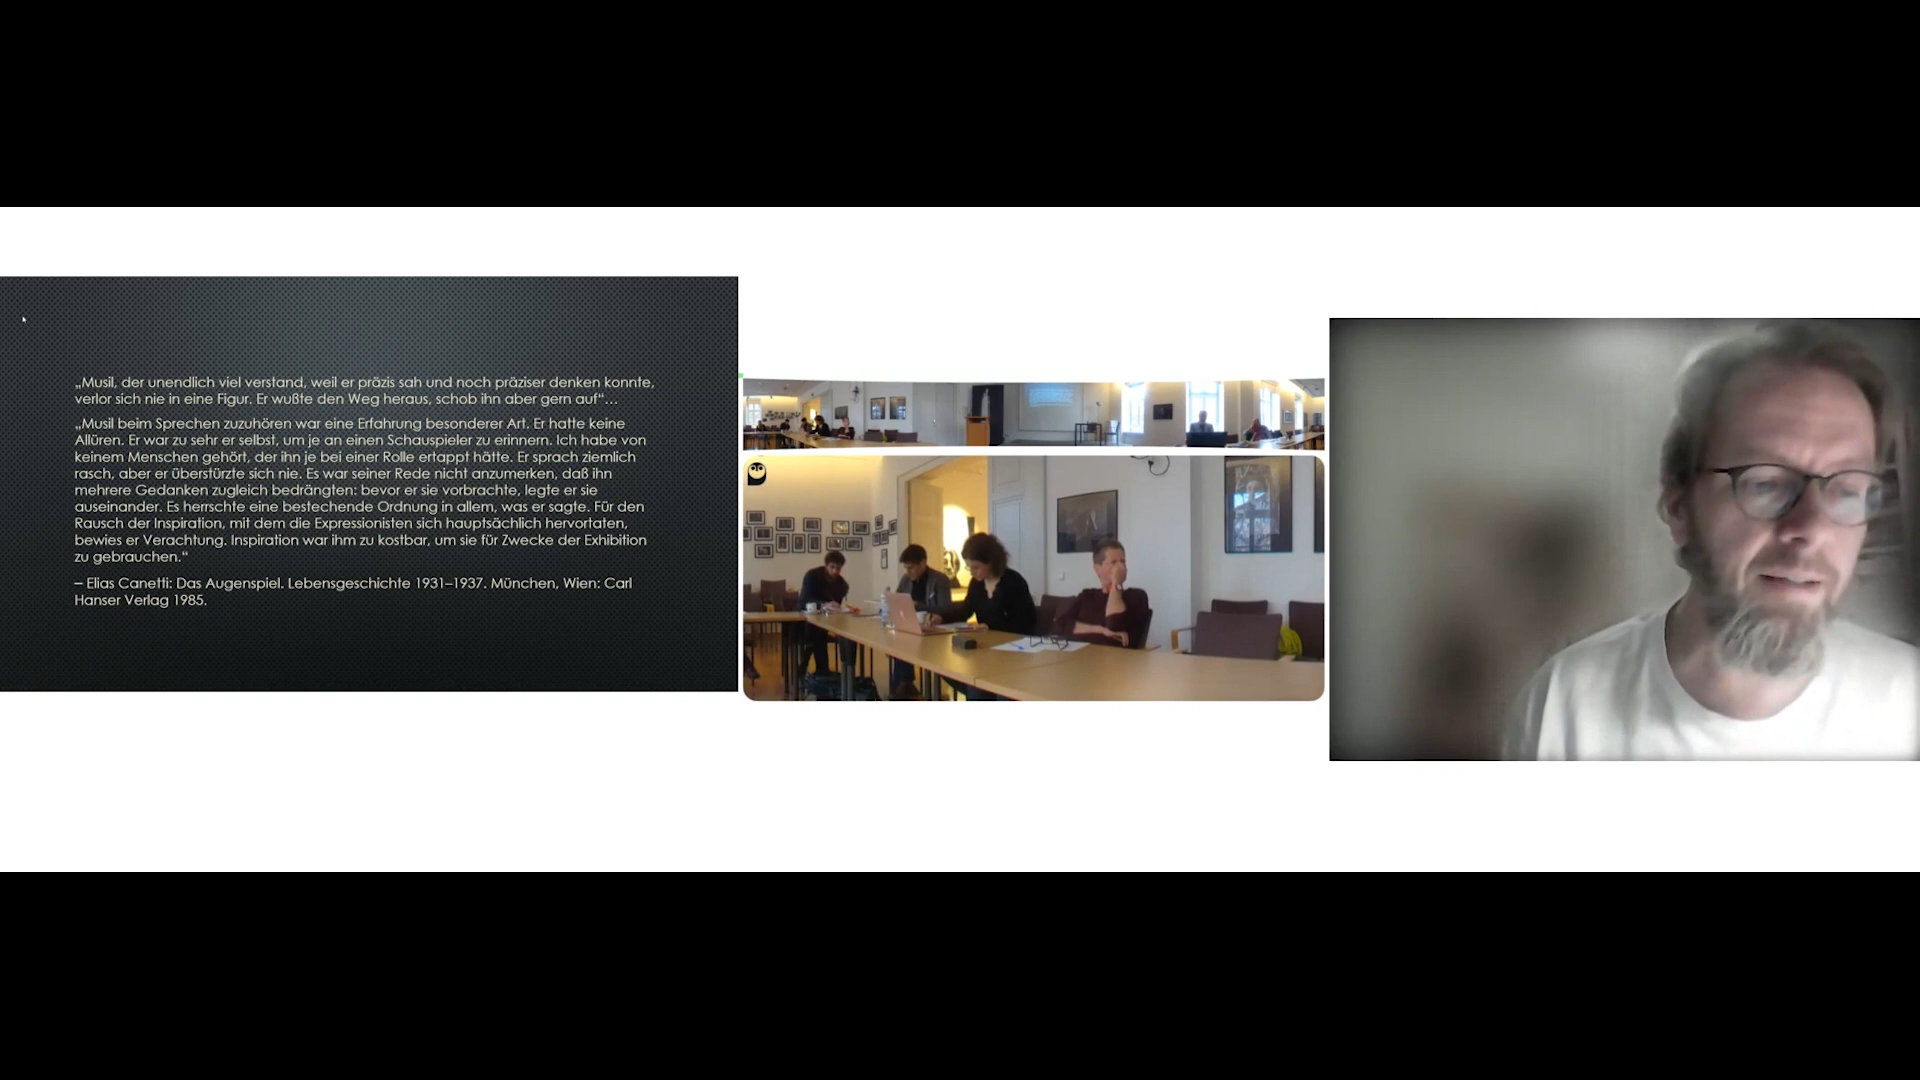 „Musil, der unendlich viel verstand, weil er präzis sah und noch präziser denken konnte,
verlor sich nie in eine Figur. Er wußte den Weg heraus, schob ihn aber gern auf“…
„Musil beim Sprechen zuzuhören war eine Erfahrung besonderer Art. Er hatte keine
Allüren. Er war zu sehr er selbst, um je an einen Schauspieler zu erinnern. Ich habe von
keinem Menschen gehört, der ihn je bei einer Rolle ertappt hätte. Er sprach ziemlich
rasch, aber er überstürzte sich nie. Es war seiner Rede nicht anzumerken, daß ihn
mehrere Gedanken zugleich bedrängten: bevor er sie vorbrachte, legte er sie
auseinander. Es herrschte eine bestechende Ordnung in allem, was er sagte. Für den
Rausch der Inspiration, mit dem die Expressionisten sich hauptsächlich hervortaten,
bewies er Verachtung. Inspiration war ihm zu kostbar, um sie für Zwecke der Exhibition
zu gebrauchen.“
– Elias Canetti: Das Augenspiel. Lebensgeschichte 1931–1937. München, Wien: Carl
Hanser Verlag 1985.